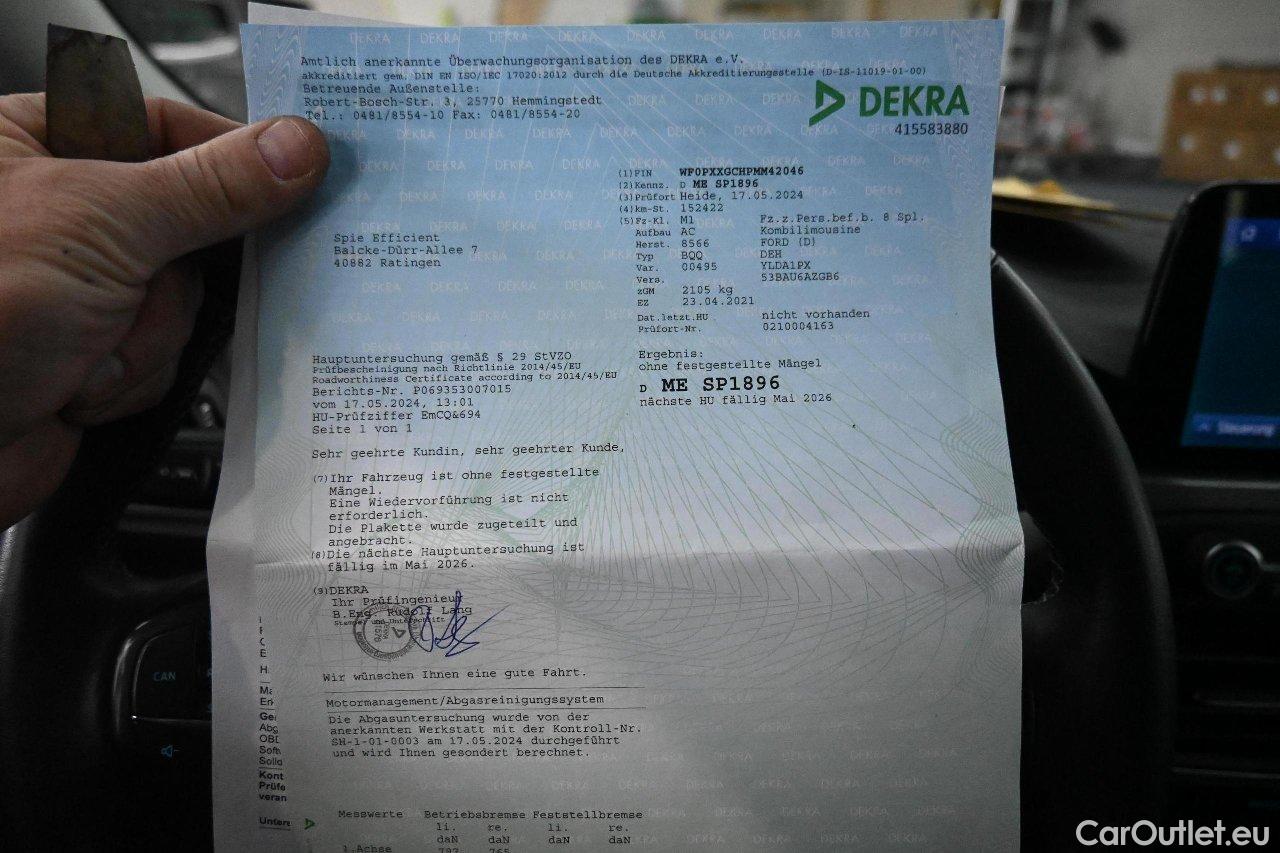 Amtlich anerkannte Überwachungsorganisation des DEKRA e.V.
akkreditiert gem. DIN EN ISO/IEC 17020:2012 durch die Deutsche Akkreditierungsstelle (D-IS-11019-01-00)
Betreuende Außenstelle:
Robert-Bosch-Str. 3, 25770 Hemmingstedt
Tel.: 0481/8554-10 Fax: 0481/8554-20
DEKRA
415583880
(1) PIN WF0PXXGCHPMM42046
(2) Kennz. D ME SP1896
(3) Prüfort Heide, 17.05.2024
(4) km-St. 152422
(5) Fz-Kl. M1 Fz.z.Pers.bef.b. 8 Spl.
Aufbau AC Kombilimousine
Herst. 8566 FORD (D)
Typ BQQ DEH
Var. 00495 YLDA1PX
Vers. 53BAU6AZGB6
zGM 2105 kg
EZ 23.04.2021
Dat.letzt.HU nicht vorhanden
Prüfort-Nr. 0210004163
Spie Efficient
Balcke-Dürr-Allee 7
40882 Ratingen
Hauptuntersuchung gemäß § 29 StVZO
Prüfbescheinigung nach Richtlinie 2014/45/EU
Roadworthiness Certificate according to 2014/45/EU
Berichts-Nr. P069353007015
vom 17.05.2024, 13:01
HU-Prüfziffer EmCQ&694
Seite 1 von 1
Ergebnis:
ohne festgestellte Mängel
D ME SP1896
nächste HU fällig Mai 2026
Sehr geehrte Kundin, sehr geehrter Kunde,
(7) Ihr Fahrzeug ist ohne festgestellte
Mängel.
Eine Wiedervorführung ist nicht
erforderlich.
Die Plakette wurde zugeteilt und
angebracht.
(8) Die nächste Hauptuntersuchung ist
fällig im Mai 2026.
(9) DEKRA
Ihr Prüfingenieur
B.Eng. Rudolf Lang
Stempel und Unterschrift
Wir wünschen Ihnen eine gute Fahrt.
Motormanagement/Abgasreinigungssystem
Die Abgasuntersuchung wurde von der
anerkannten Werkstatt mit der Kontroll-Nr.
SH-1-01-0003 am 17.05.2024 durchgeführt
und wird Ihnen gesondert berechnet.
Messwerte Betriebsbremse Feststellbremse
li. re. li. re.
daN daN daN daN
1.Achse 787 765
CAN
Steuerung
CarOutlet.eu